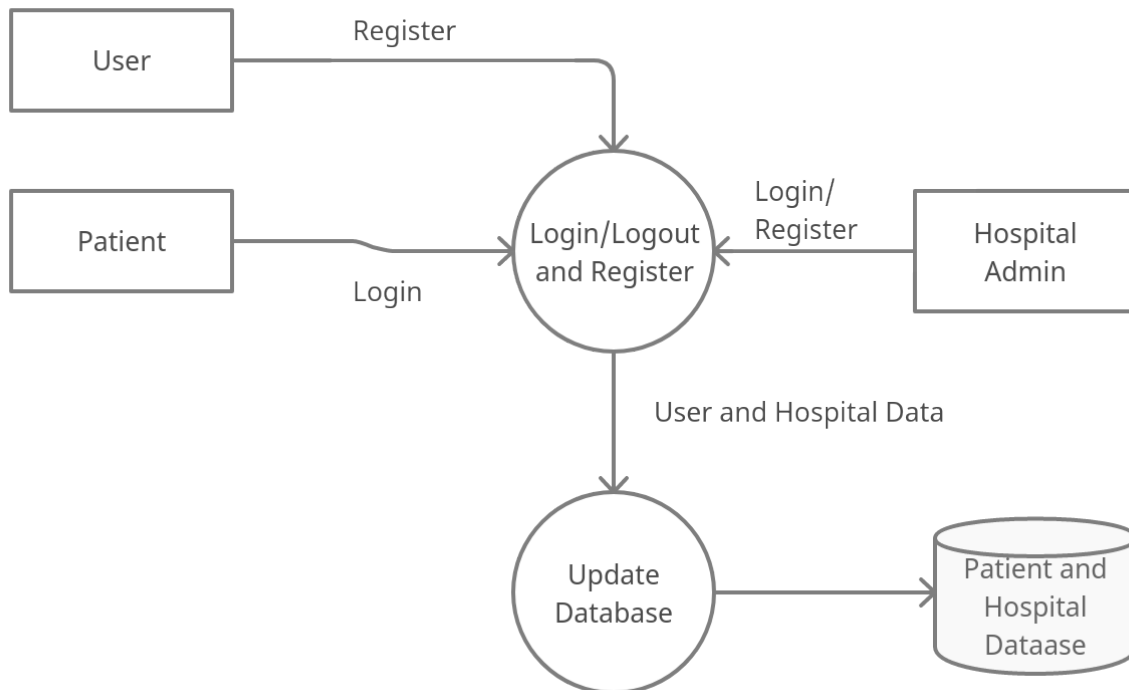 User
Register
Patient
Login
Login/Logout
and Register
Login/
Register
Hospital
Admin
User and Hospital Data
Update
Database
Patient and
Hospital
Dataase